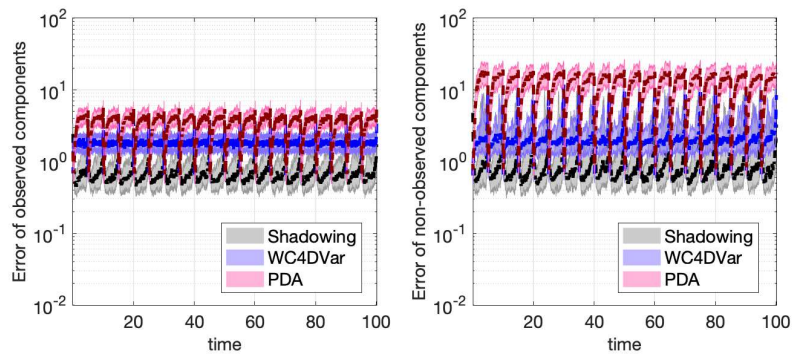 Error of observed components
10^2
10^1
10^0
10^-1
10^-2
20 40 60 80 100
time
Shadowing
WC4DVar
PDA
Error of non-observed components
10^2
10^1
10^0
10^-1
10^-2
20 40 60 80 100
time
Shadowing
WC4DVar
PDA